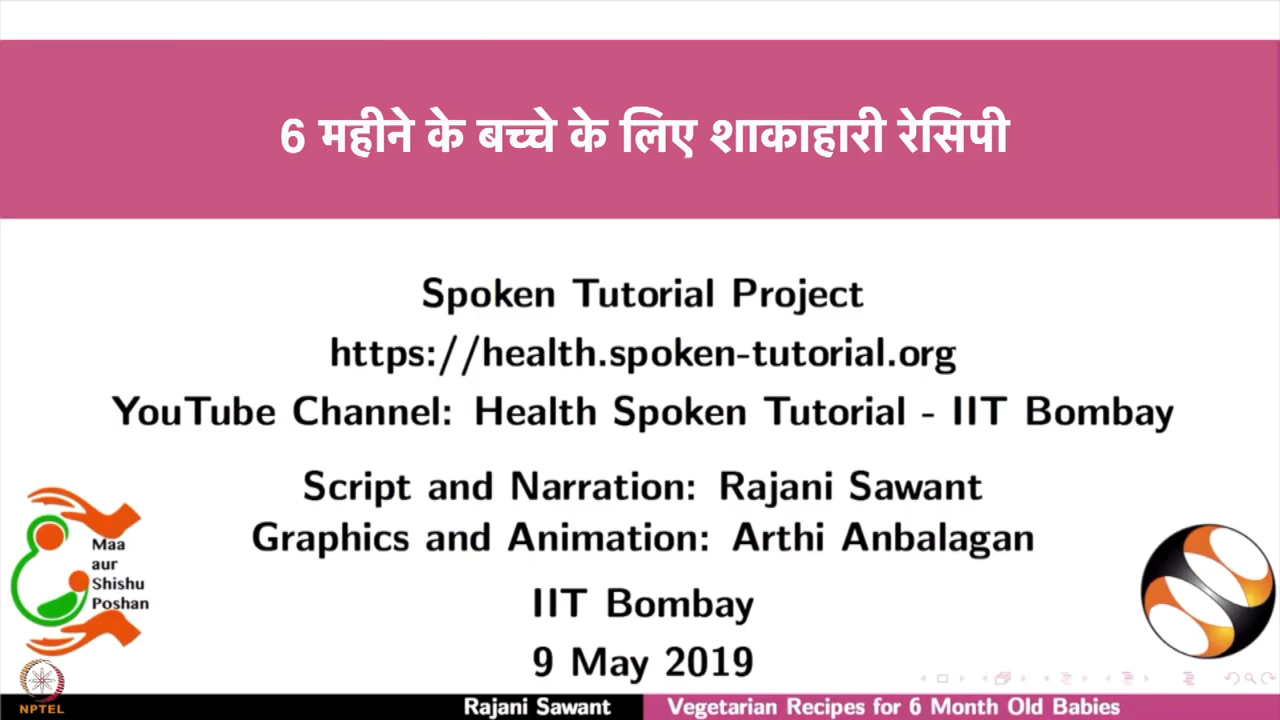 6 महीने के बच्चे के लिए शाकाहारी रेसिपी
Spoken Tutorial Project
https://health.spoken-tutorial.org
YouTube Channel: Health Spoken Tutorial - IIT Bombay
Script and Narration: Rajani Sawant
Graphics and Animation: Arthi Anbalagan
IIT Bombay
9 May 2019
Maa
aur
Shishu
Poshan
NPTEL
Rajani Sawant
Vegetarian Recipes for 6 Month Old Babies